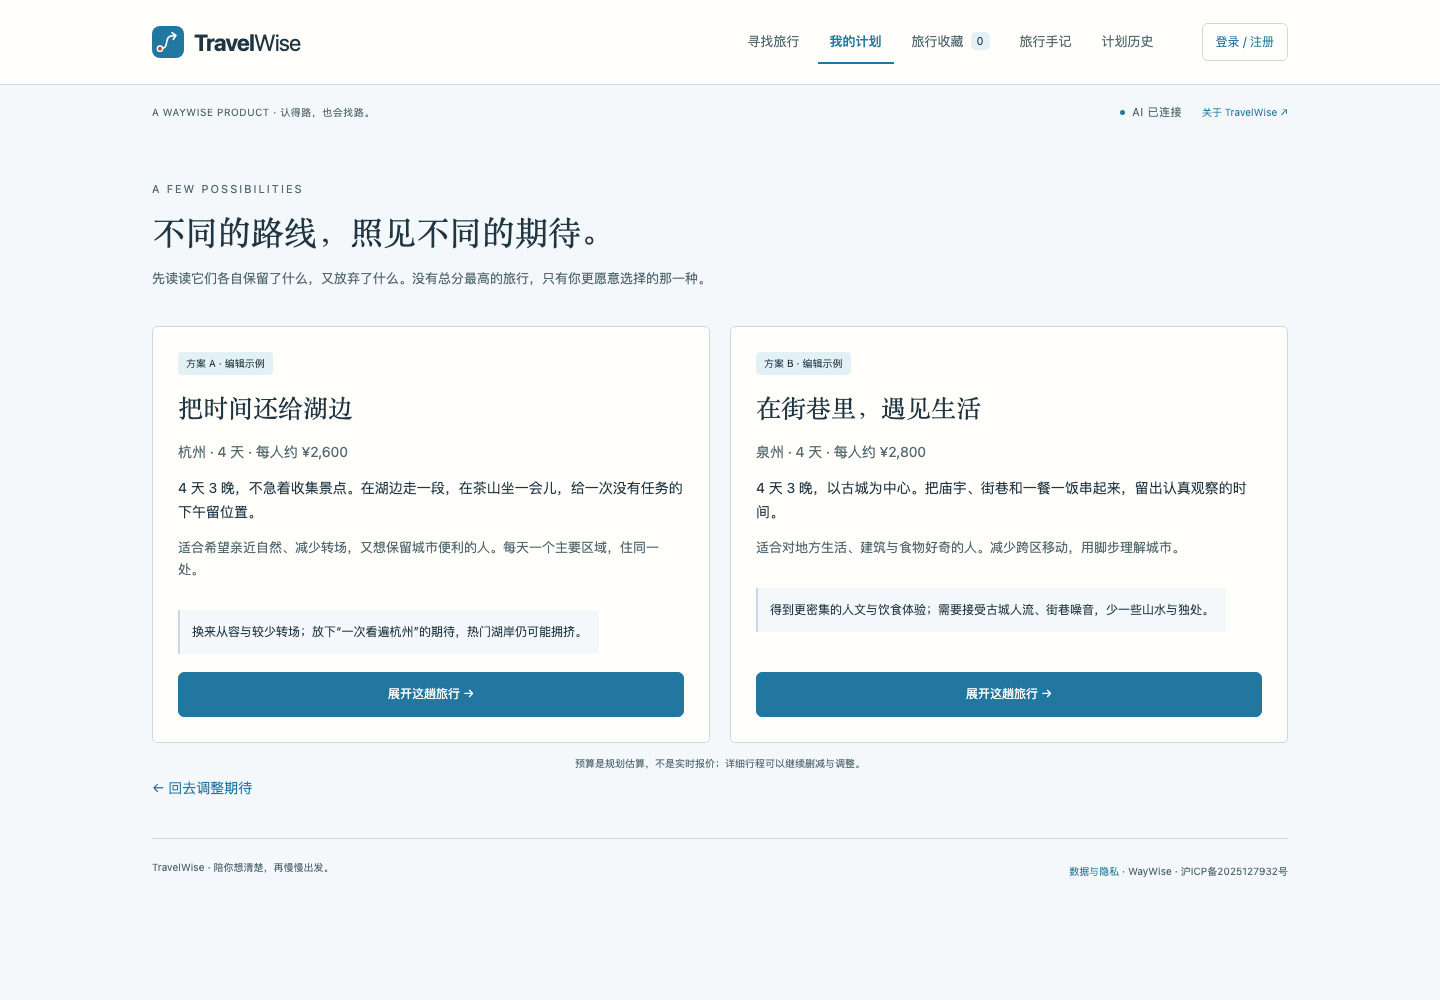 TravelWise
寻找旅行 我的计划 旅行收藏 0 旅行手记 计划历史 登录 / 注册
A WAYWISE PRODUCT · 认得路，也会找路。
AI 已连接 关于 TravelWise ↗
A FEW POSSIBILITIES
不同的路线，照见不同的期待。
先读读它们各自保留了什么，又放弃了什么。没有总分最高的旅行，只有你更愿意选择的那一种。
方案 A · 编辑示例
把时间还给湖边
杭州 · 4 天 · 每人约 ¥2,600
4 天 3 晚，不急着收集景点。在湖边走一段，在茶山坐一会儿，给一次没有任务的
下午留位置。
适合希望亲近自然、减少转场，又想保留城市便利的人。每天一个主要区域，住同一
处。
换来从容与较少转场；放下“一次看遍杭州”的期待，热门湖岸仍可能拥挤。
展开这趟旅行 →
方案 B · 编辑示例
在街巷里，遇见生活
泉州 · 4 天 · 每人约 ¥2,800
4 天 3 晚，以古城为中心。把庙宇、街巷和一餐一饭串起来，留出认真观察的时
间。
适合对地方生活、建筑与食物好奇的人。减少跨区移动，用脚步理解城市。
得到更密集的人文与饮食体验；需要接受古城人流、街巷噪音，少一些山水与独处。
展开这趟旅行 →
预算是规划估算，不是实时报价；详细行程可以继续删减与调整。
← 回去调整期待
TravelWise · 陪你想清楚，再慢慢出发。
数据与隐私 · WayWise · 沪ICP备2025127932号